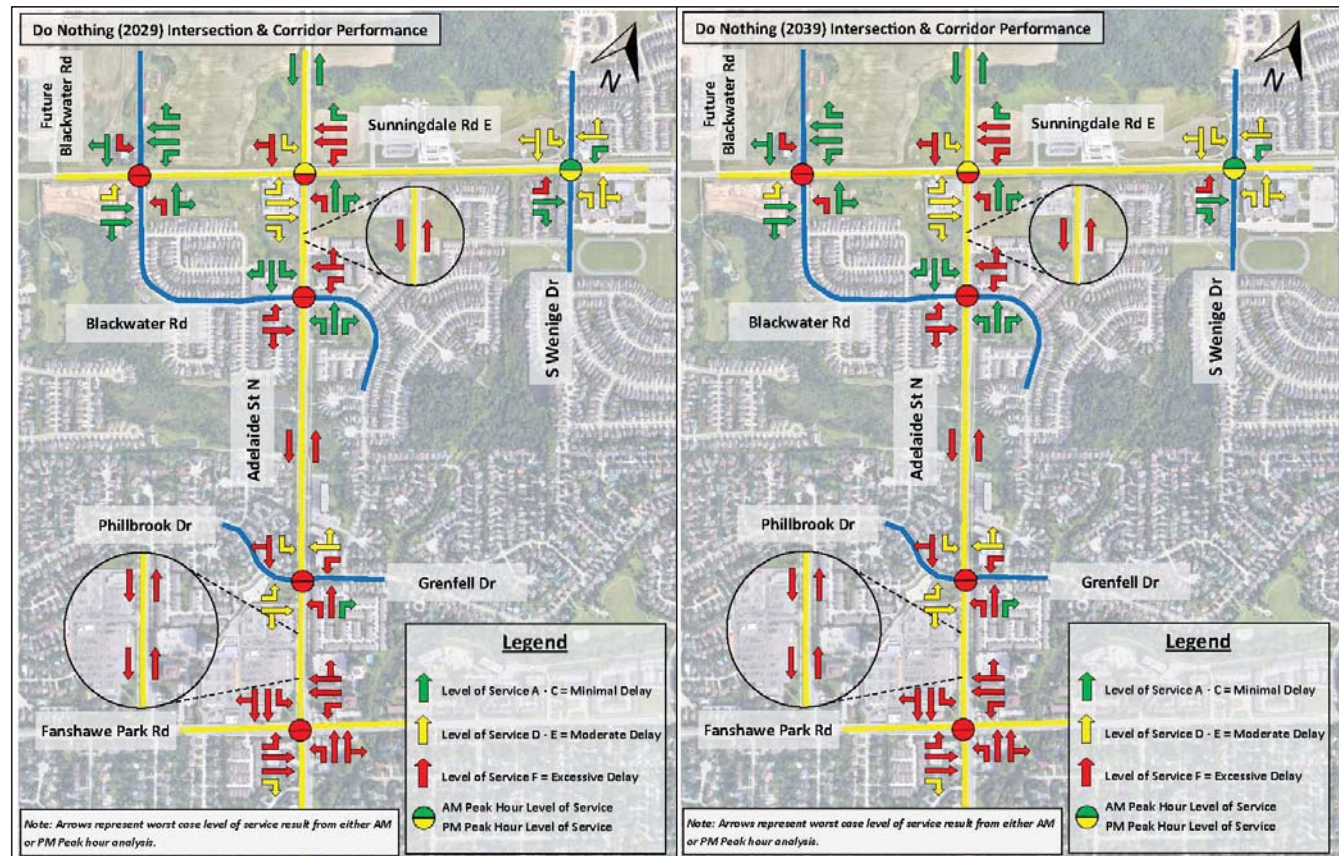 Do Nothing (2029) Intersection & Corridor Performance
Future
Blackwater Rd
N
Sunningdale Rd E
Blackwater Rd
S Wenige Dr
Adelaide St N
Phillbrook Dr
Grenfell Dr
Fanshawe Park Rd
Legend
Level of Service A - C = Minimal Delay
Level of Service D - E = Moderate Delay
Level of Service F = Excessive Delay
AM Peak Hour Level of Service
PM Peak Hour Level of Service
Note: Arrows represent worst case level of service result from either AM
or PM Peak hour analysis.
Do Nothing (2039) Intersection & Corridor Performance
Future
Blackwater Rd
N
Sunningdale Rd E
Blackwater Rd
S Wenige Dr
Adelaide St N
Phillbrook Dr
Grenfell Dr
Fanshawe Park Rd
Legend
Level of Service A - C = Minimal Delay
Level of Service D - E = Moderate Delay
Level of Service F = Excessive Delay
AM Peak Hour Level of Service
PM Peak Hour Level of Service
Note: Arrows represent worst case level of service result from either AM
or PM Peak hour analysis.